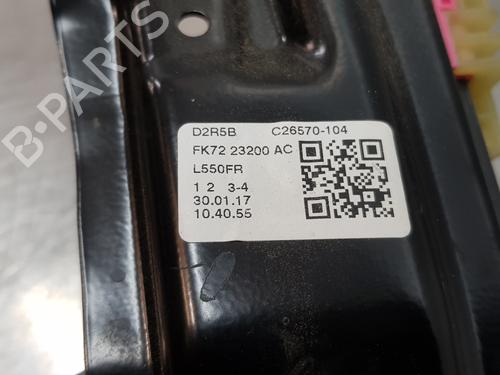 D2R5B C26570-104
FK72 23200 AC
L550FR
1 2 3-4
30.01.17
10.40.55
B-PARTS